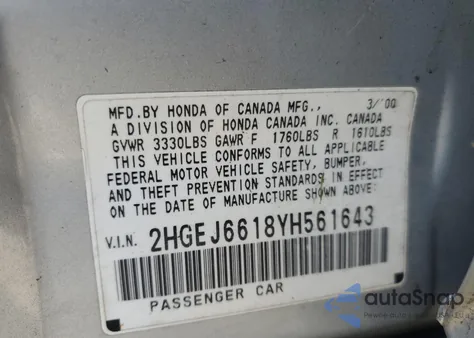 MFD.BY HONDA OF CANADA MFG., 3/'00
A DIVISION OF HONDA CANADA INC. CANADA
GVWR 3330LBS GAWR F 1760LBS R 1610LBS
THIS VEHICLE CONFORMS TO ALL APPLICABLE
FEDERAL MOTOR VEHICLE SAFETY, BUMPER,
AND THEFT PREVENTION STANDARDS IN EFFECT
ON THE DATE OF MANUFACTURE SHOWN ABOVE.
V.I.N. 2HGEJ6618YH561643
PASSENGER CAR
autoSnap